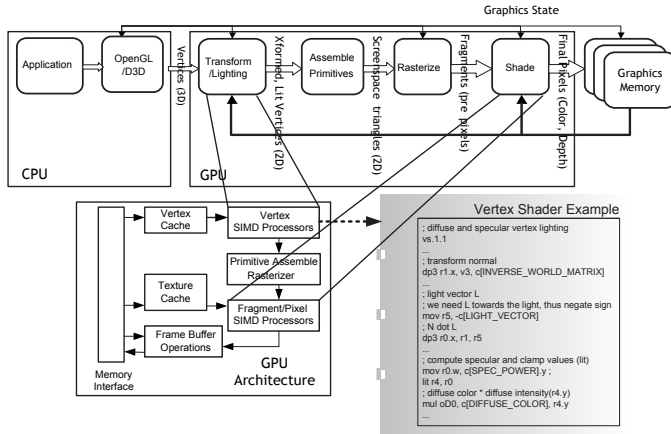 Graphics State
Application
OpenGL
/D3D
Vertices (3D)
Transform
/Lighting
Xformed, Lit Vertices (2D)
Assemble
Primitives
Screenspace triangles (2D)
Rasterize
Fragments (pre pixels)
Shade
Final Pixels (Color, Depth)
Graphics
Memory
CPU
GPU
Vertex
Cache
Vertex
SIMD Processors
Primitive Assemble
Rasterizer
Texture
Cache
Fragment/Pixel
SIMD Processors
Frame Buffer
Operations
Memory
Interface
GPU
Architecture
Vertex Shader Example
; diffuse and specular vertex lighting
vs.1.1
...
; transform normal
dp3 r1.x, v3, c[INVERSE_WORLD_MATRIX]
...
; light vector L
; we need L towards the light, thus negate sign
mov r5, -c[LIGHT_VECTOR]
; N dot L
dp3 r0.x, r1, r5
...
; compute specular and clamp values (lit)
mov r0.w, c[SPEC_POWER].y ;
lit r4, r0
; diffuse color * diffuse intensity(r4.y)
mul oD0, c[DIFFUSE_COLOR], r4.y
...